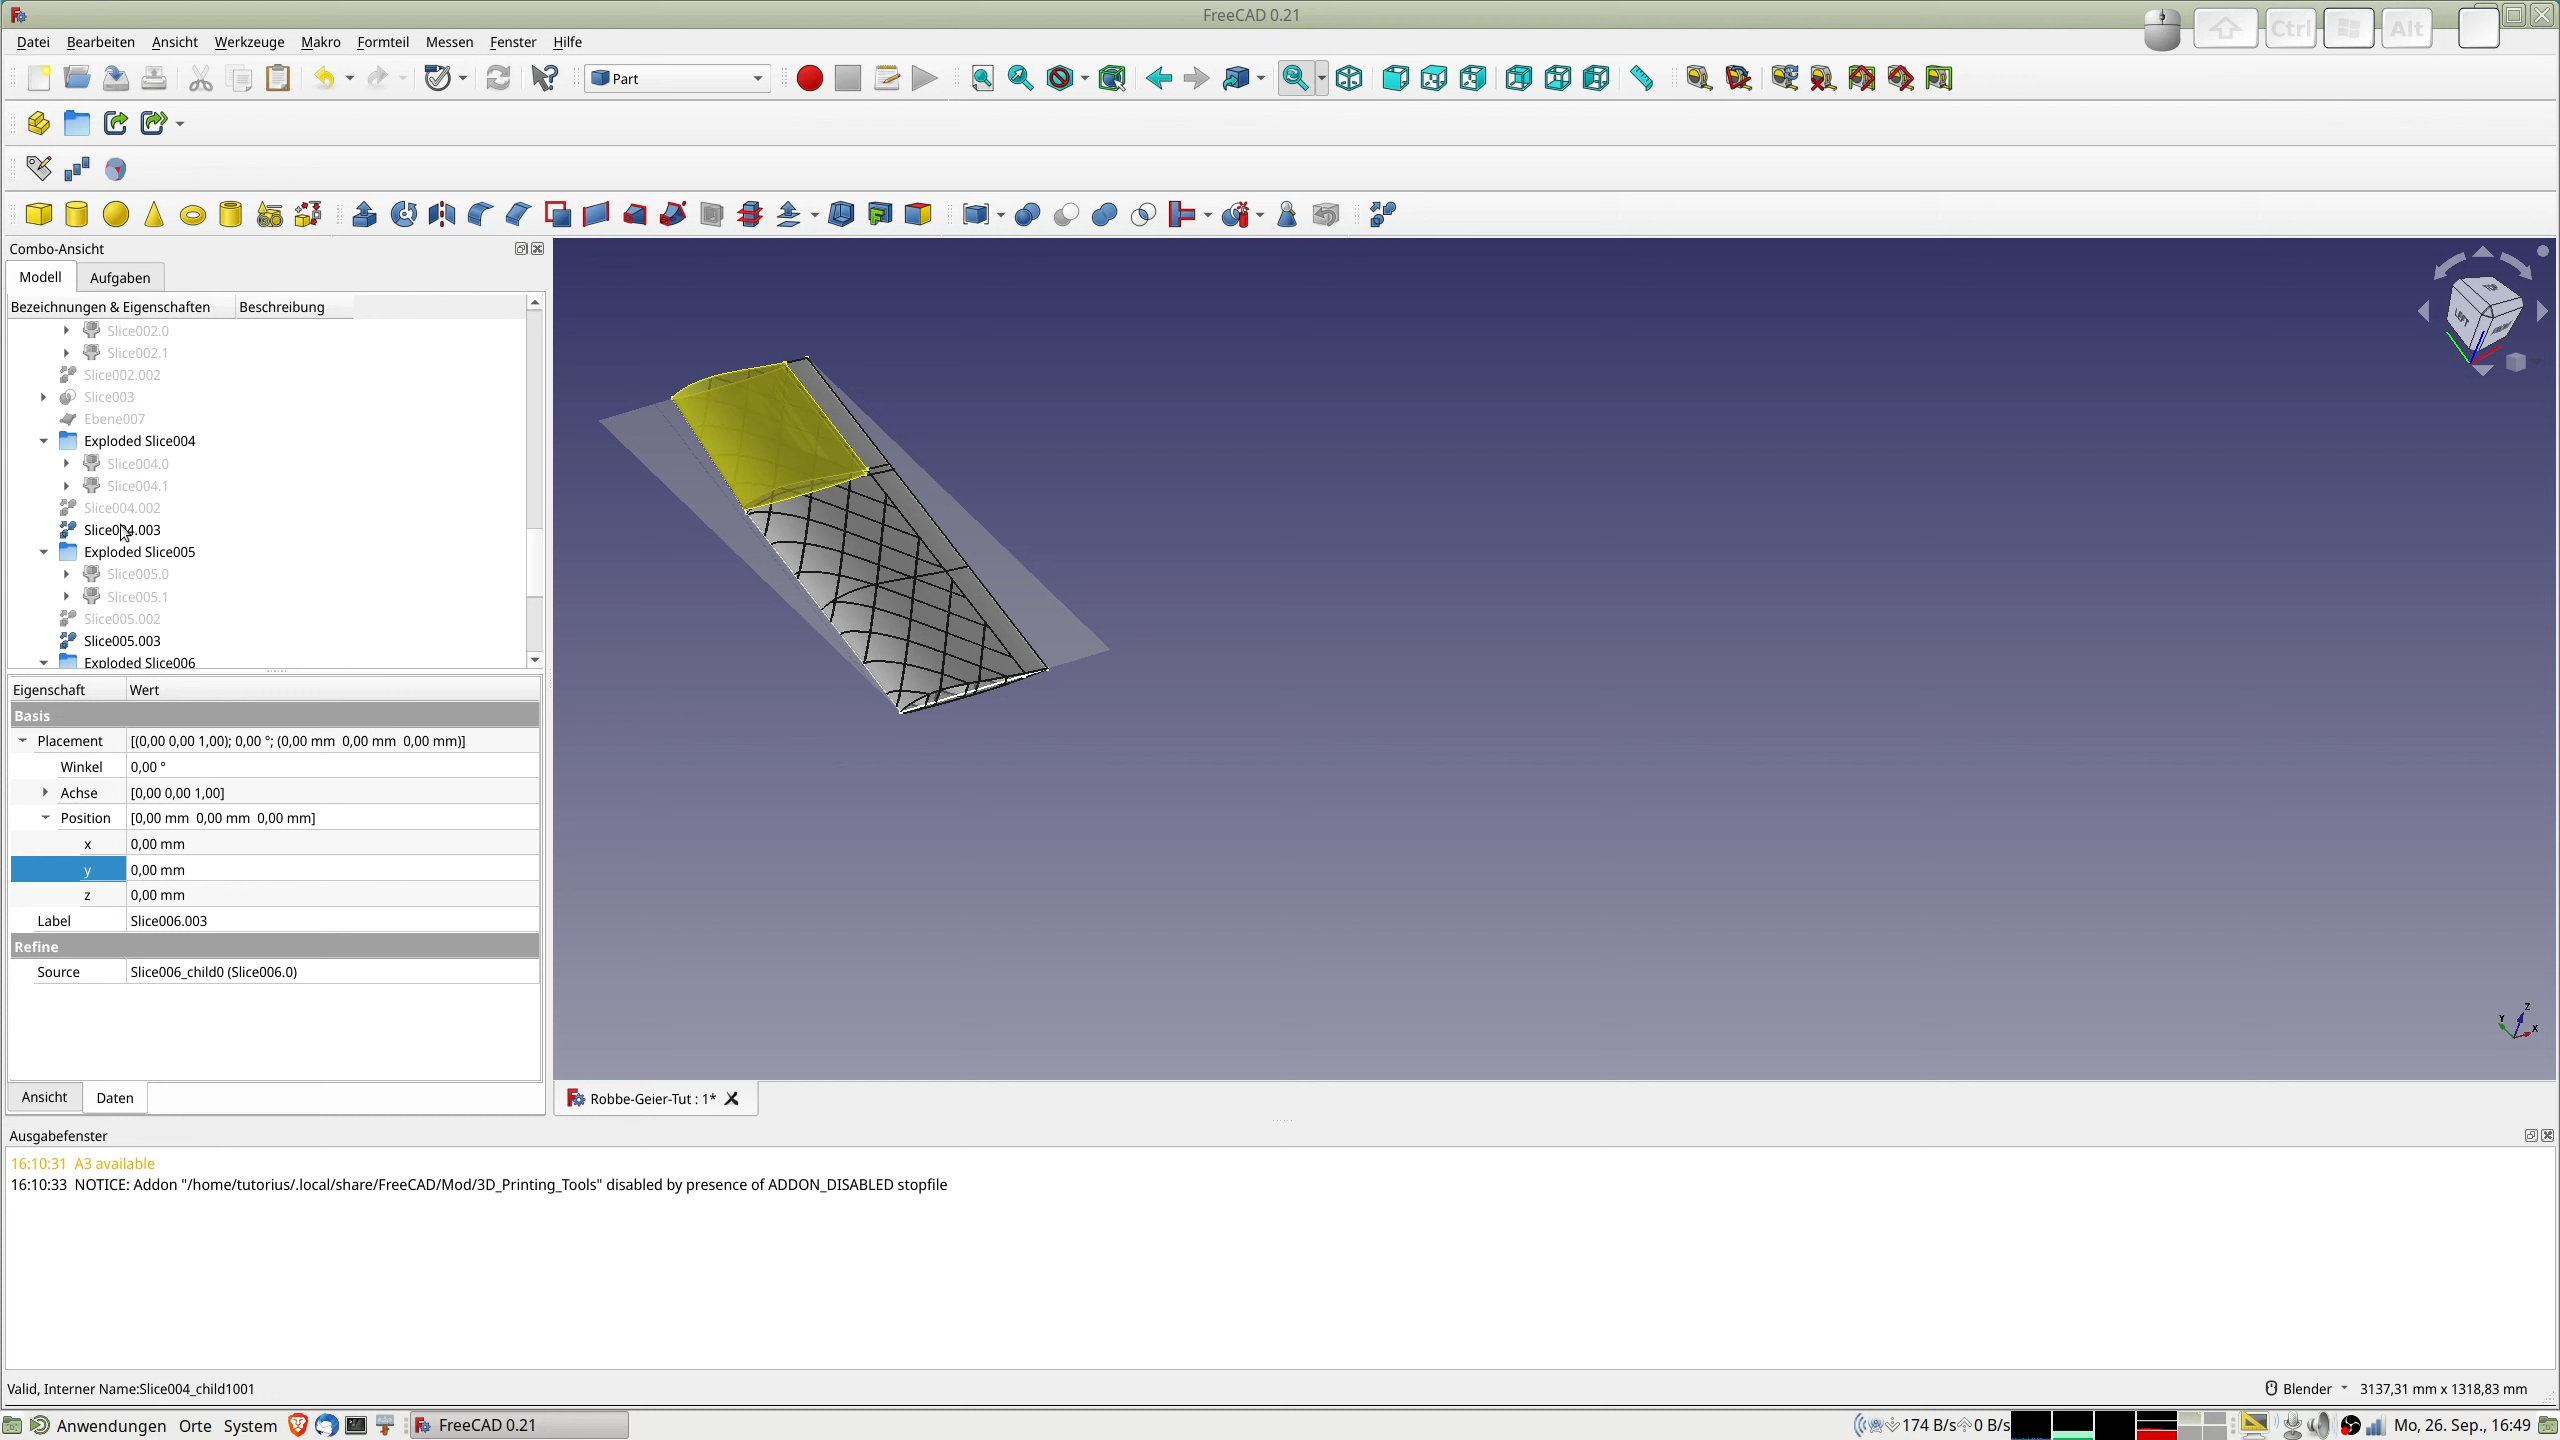 FreeCAD 0.21
Ctrl
Alt
Datei Bearbeiten Ansicht Werkzeuge Makro Formteil Messen Fenster Hilfe
Part
Combo-Ansicht
Modell Aufgaben
Bezeichnungen & Eigenschaften Beschreibung
Slice002.0
Slice002.1
Slice002.002
Slice003
Ebene007
Exploded Slice004
Slice004.0
Slice004.1
Slice004.002
Slice004.003
Exploded Slice005
Slice005.0
Slice005.1
Slice005.002
Slice005.003
Exploded Slice006
LEFT
Eigenschaft Wert
Basis
Placement [(0,00 0,00 1,00); 0,00 °; (0,00 mm 0,00 mm 0,00 mm)]
Winkel 0,00 °
Achse [0,00 0,00 1,00]
Position [0,00 mm 0,00 mm 0,00 mm]
x 0,00 mm
y 0,00 mm
z 0,00 mm
Label Slice006.003
Refine
Source Slice006_child0 (Slice006.0)
Z
Y
X
Ansicht Daten
Robbe-Geier-Tut : 1*
Ausgabefenster
16:10:31 A3 available
16:10:33 NOTICE: Addon "/home/tutorius/.local/share/FreeCAD/Mod/3D_Printing_Tools" disabled by presence of ADDON_DISABLED stopfile
Valid, Interner Name:Slice004_child1001
Blender 3137,31 mm x 1318,83 mm
Anwendungen Orte System FreeCAD 0.21 174 B/s 0 B/s Mo, 26. Sep., 16:49